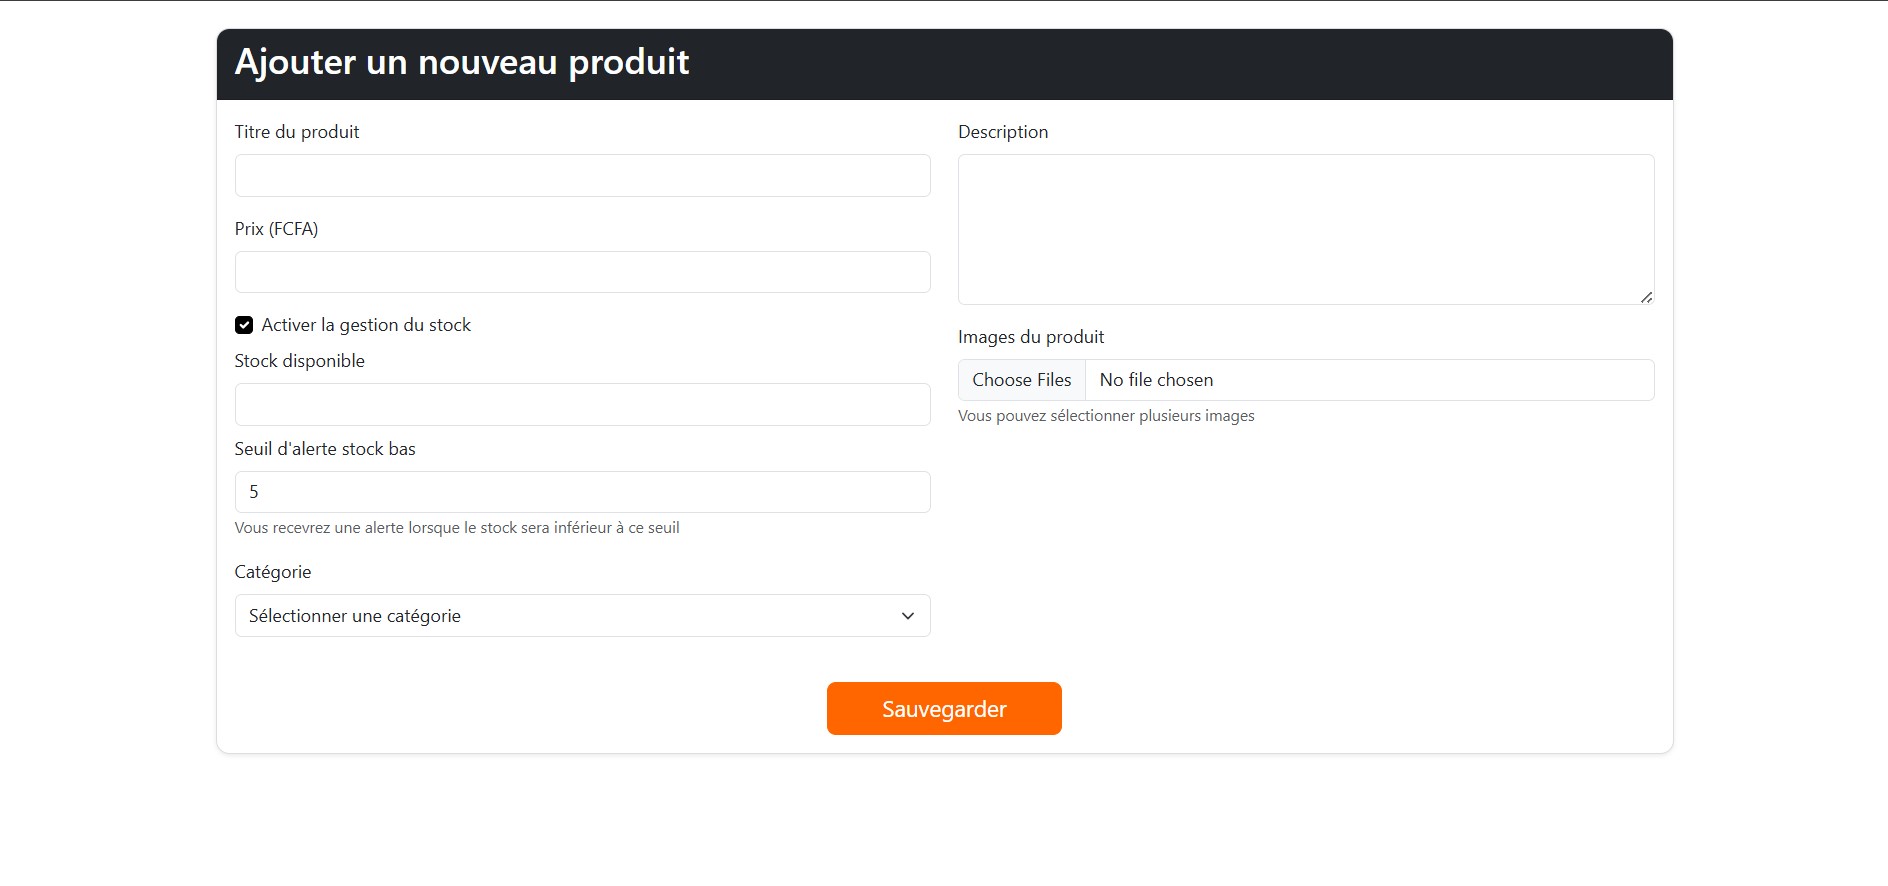 Ajouter un nouveau produit
Titre du produit
Prix (FCFA)
Activer la gestion du stock
Stock disponible
Seuil d'alerte stock bas
5
Vous recevrez une alerte lorsque le stock sera inférieur à ce seuil
Catégorie
Sélectionner une catégorie
Description
Images du produit
Choose Files No file chosen
Vous pouvez sélectionner plusieurs images
Sauvegarder